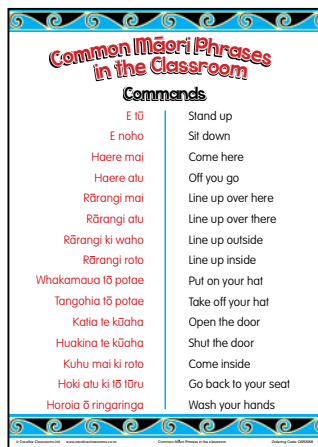 Common Māori Phrases
in the Classroom
Commands
E tū Stand up
E noho Sit down
Haere mai Come here
Haere atu Off you go
Rārangi mai Line up over here
Rārangi atu Line up over there
Rārangi ki waho Line up outside
Rārangi roto Line up inside
Whakamaua tō potae Put on your hat
Tangohia tō potae Take off your hat
Katia te kūaha Open the door
Huakina te kūaha Shut the door
Kuhu mai ki roto Come inside
Hoki atu ki tō tūru Go back to your seat
Horoia ō ringaringa Wash your hands
Common Māori Phrases in the classroom